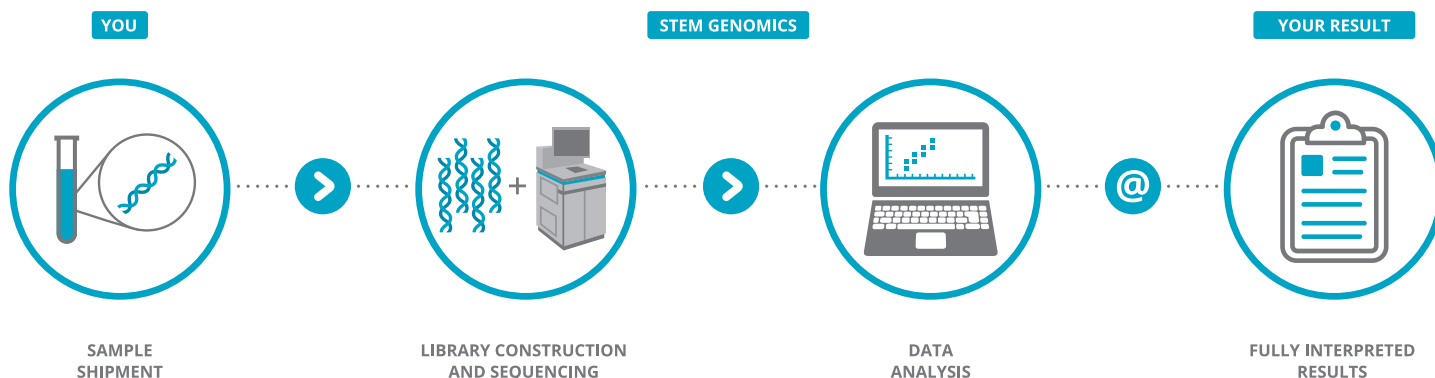 YOU
STEM GENOMICS
YOUR RESULT
@
SAMPLE
SHIPMENT
LIBRARY CONSTRUCTION
AND SEQUENCING
DATA
ANALYSIS
FULLY INTERPRETED
RESULTS